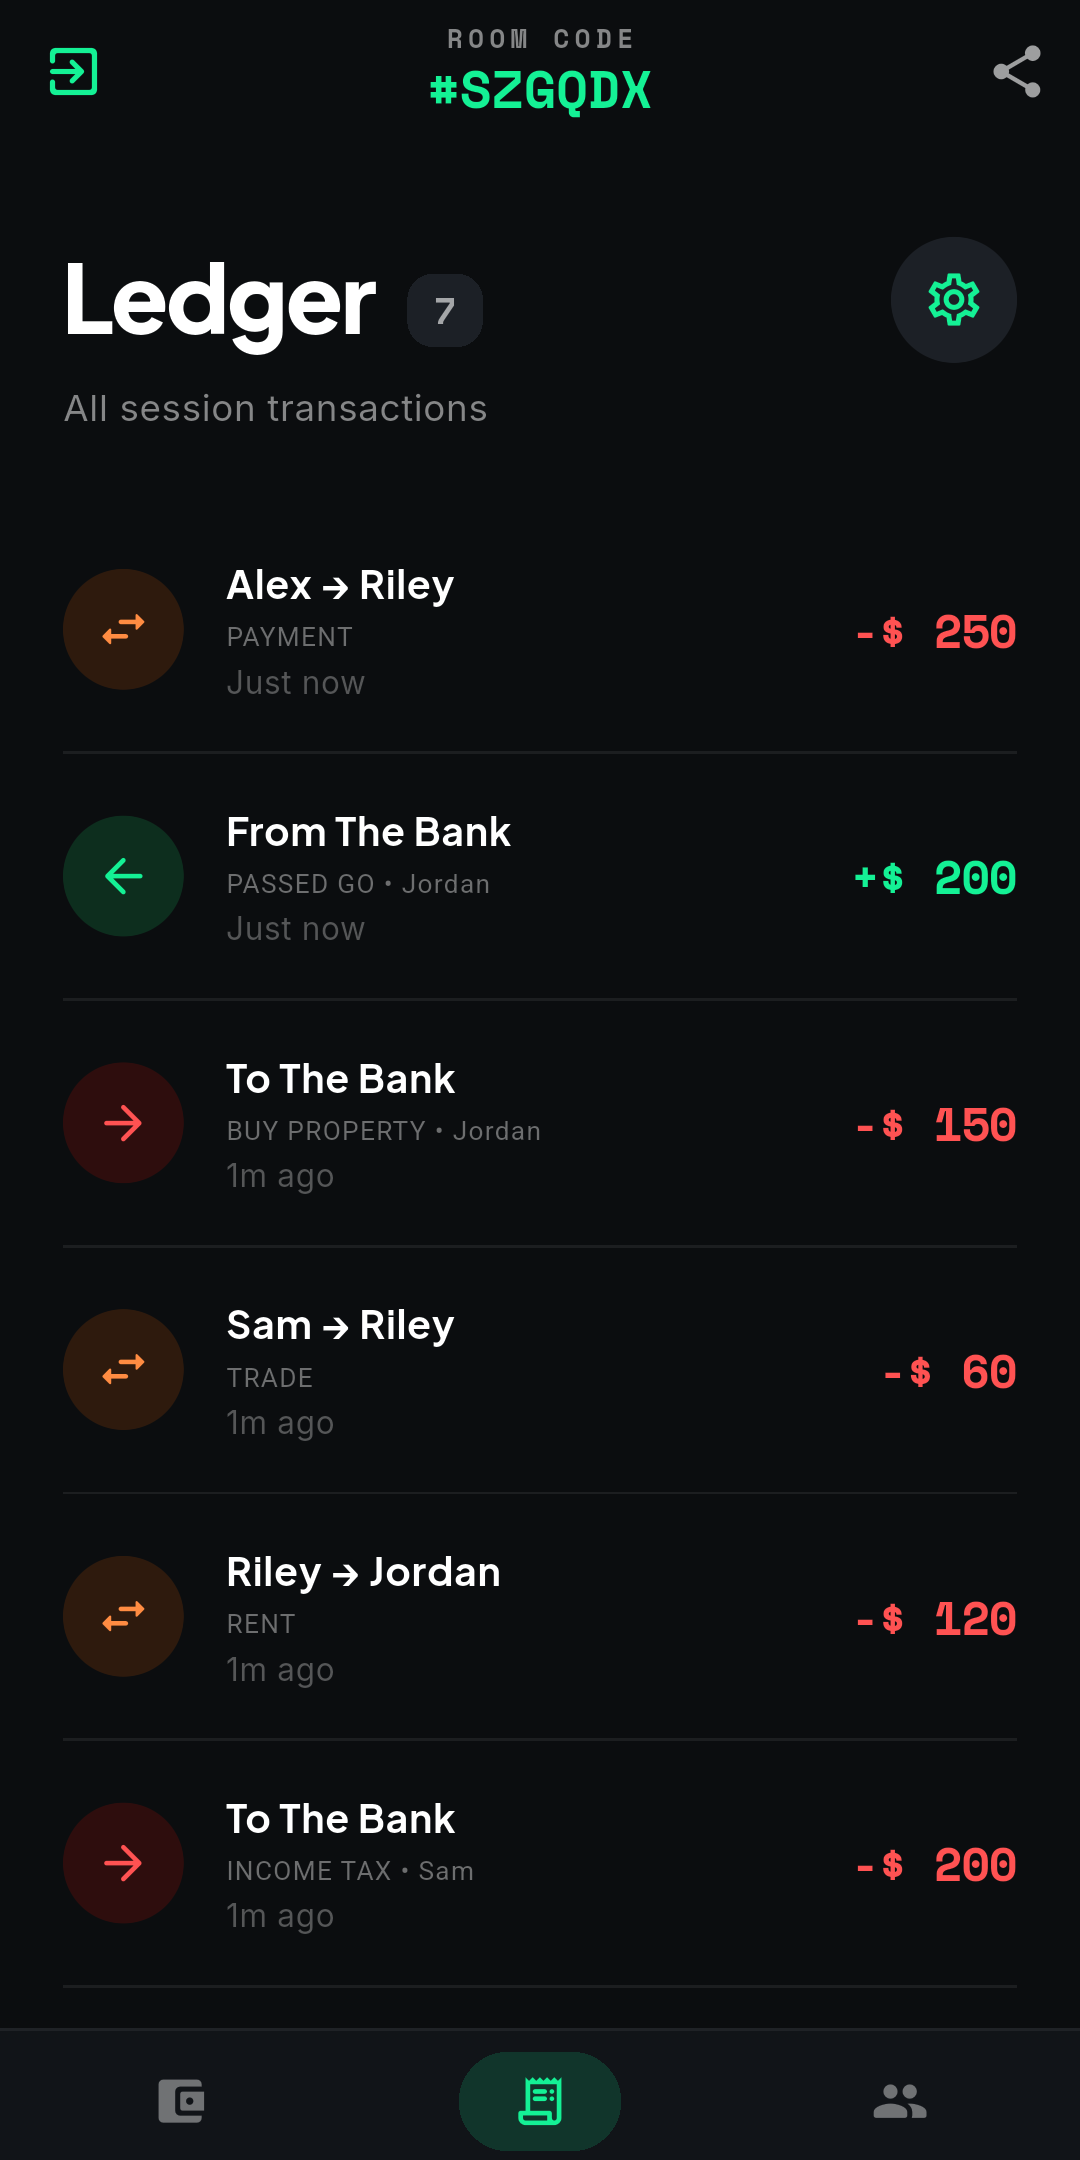 ROOM CODE
#SZGQDX
Ledger 7
All session transactions
Alex → Riley
PAYMENT
Just now
-$ 250
From The Bank
PASSED GO • Jordan
Just now
+$ 200
To The Bank
BUY PROPERTY • Jordan
1m ago
-$ 150
Sam → Riley
TRADE
1m ago
-$ 60
Riley → Jordan
RENT
1m ago
-$ 120
To The Bank
INCOME TAX • Sam
1m ago
-$ 200